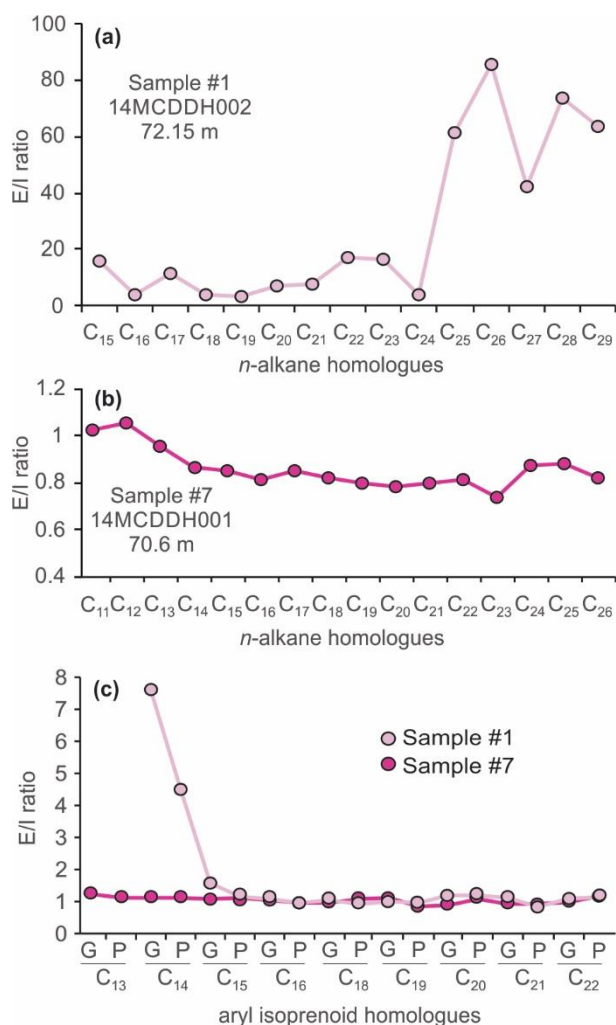 (a)
Sample #1
14MCDDH002
72.15 m
E/I ratio
100
80
60
40
20
0
C₁₅ C₁₆ C₁₇ C₁₈ C₁₉ C₂₀ C₂₁ C₂₂ C₂₃ C₂₄ C₂₅ C₂₆ C₂₇ C₂₈ C₂₉
n-alkane homologues
(b)
Sample #7
14MCDDH001
70.6 m
E/I ratio
1.2
1
0.8
0.6
0.4
C₁₁ C₁₂ C₁₃ C₁₄ C₁₅ C₁₆ C₁₇ C₁₈ C₁₉ C₂₀ C₂₁ C₂₂ C₂₃ C₂₄ C₂₅ C₂₆
n-alkane homologues
(c)
Sample #1
Sample #7
E/I ratio
8
7
6
5
4
3
2
1
0
G P G P G P G P G P G P G P G P G P
C₁₃ C₁₄ C₁₅ C₁₆ C₁₈ C₁₉ C₂₀ C₂₁ C₂₂
aryl isoprenoid homologues